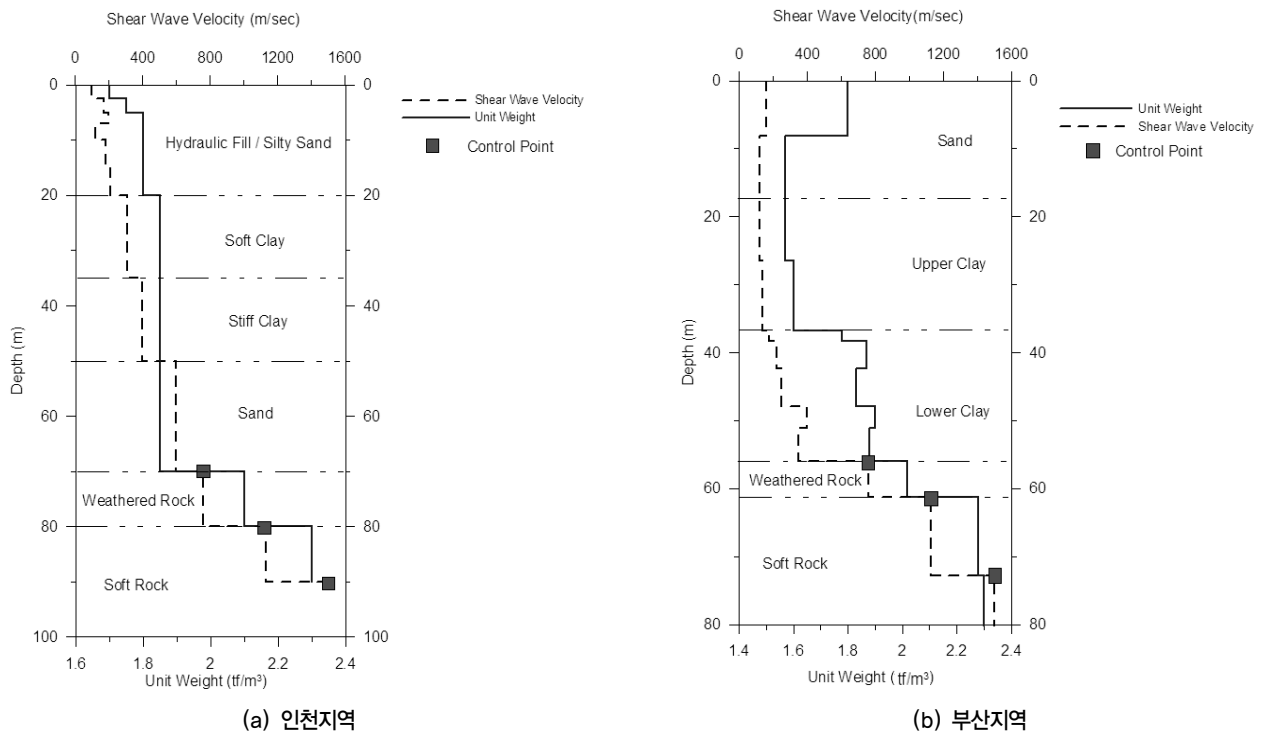 Shear Wave Velocity (m/sec)
0 400 800 1200 1600
0 0
20 20
40 40
60 60
80 80
100 100
Depth (m)
Hydraulic Fill / Silty Sand
Soft Clay
Stiff Clay
Sand
Weathered Rock
Soft Rock
1.6 1.8 2 2.2 2.4
Unit Weight (tf/m³)
Shear Wave Velocity
Unit Weight
Control Point
(a) 인천지역
Shear Wave Velocity(m/sec)
0 400 800 1200 1600
0 0
20 20
40 40
60 60
80 80
Depth (m)
Sand
Upper Clay
Lower Clay
Weathered Rock
Soft Rock
1.4 1.6 1.8 2 2.2 2.4
Unit Weight ( tf/m³)
Unit Weight
Shear Wave Velocity
Control Point
(b) 부산지역